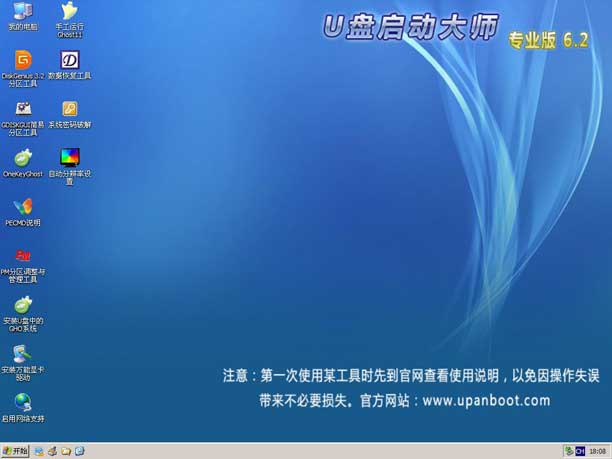 U盘启动大师
专业版 6.2
我的电脑
手工运行
Ghost11
DiskGenius 3.2
分区工具
数据恢复工具
GDISKGUI简易
分区工具
系统密码破解
OneKeyGhost
自动分辨率设
置
PECMD说明
PM分区调整与
管理工具
安装U盘中的
GHO系统
安装万能显卡
驱动
启用网络支持
注意：第一次使用某工具时先到官网查看使用说明，以免因操作失误
带来不必要损失。官方网站：www.upanboot.com
开始
CH
18:08